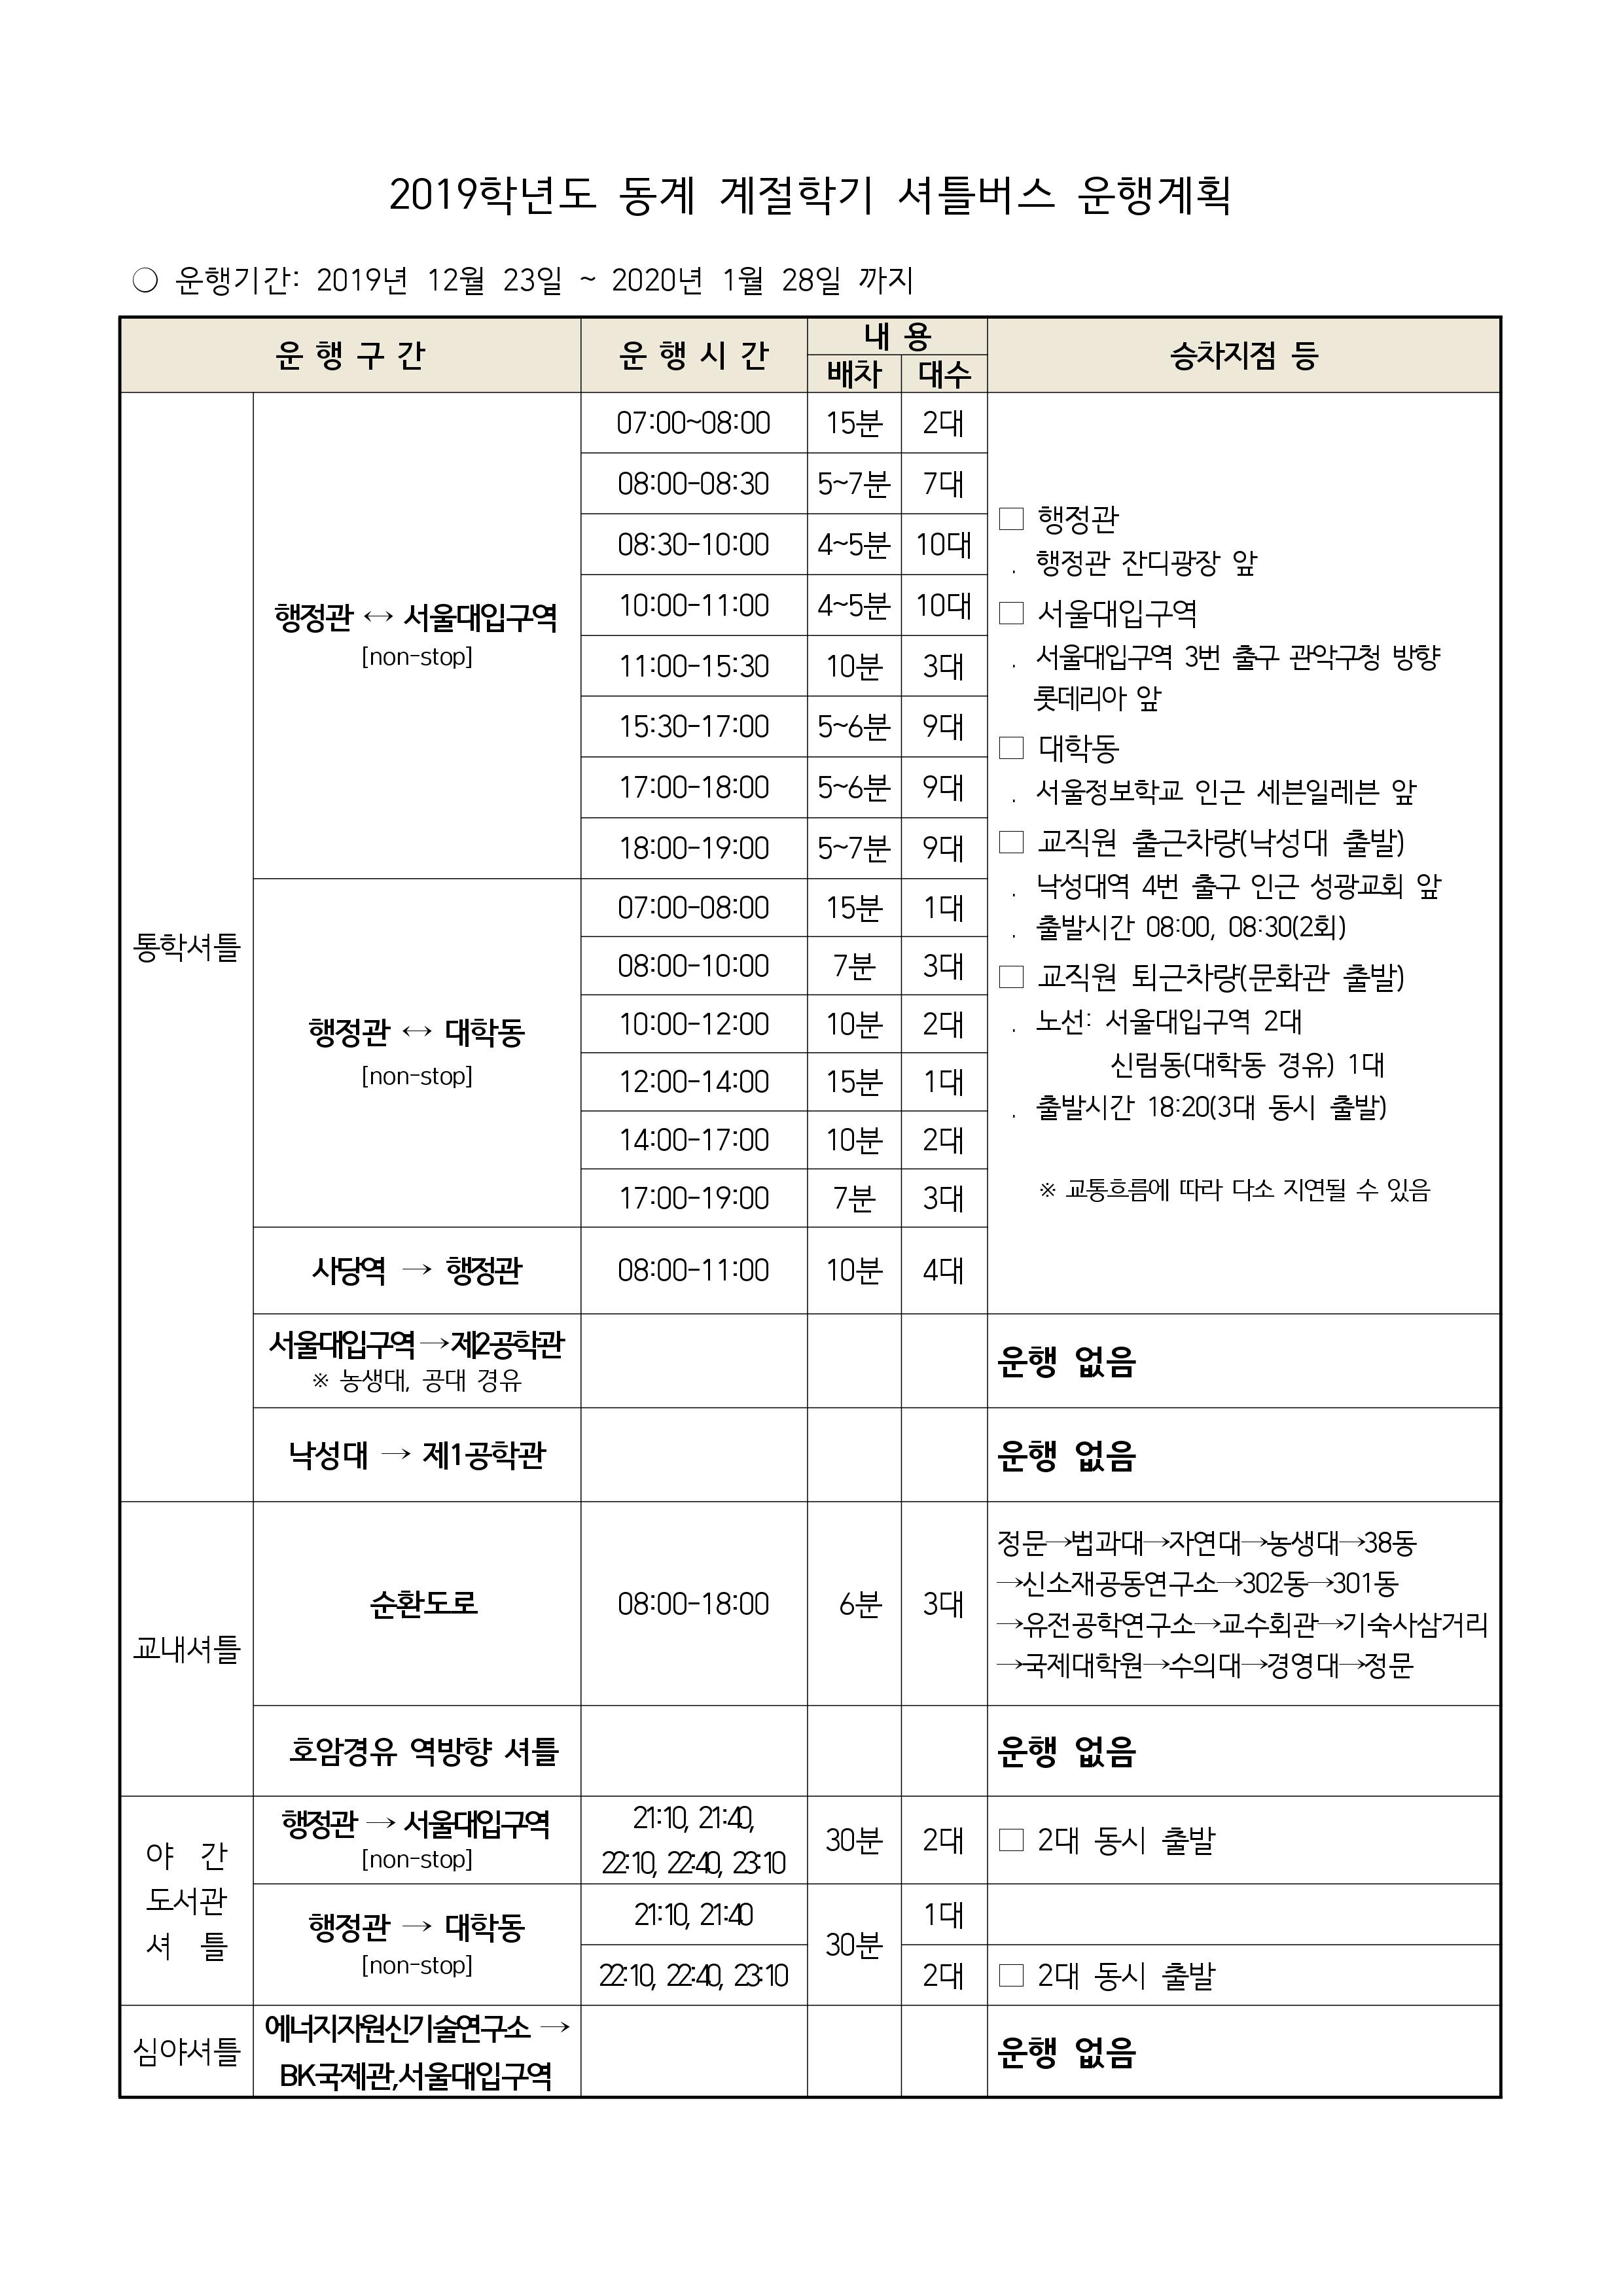 2019학년도 동계 계절학기 셔틀버스 운행계획
○ 운행기간: 2019년 12월 23일 ~ 2020년 1월 28일 까지
운 행 구 간
운 행 시 간
내 용
배차
대수
승차지점 등
통학셔틀
행정관 ↔ 서울대입구역
[non-stop]
07:00~08:00 15분 2대
08:00-08:30 5~7분 7대
08:30-10:00 4~5분 10대
10:00-11:00 4~5분 10대
11:00-15:30 10분 3대
15:30-17:00 5~6분 9대
17:00-18:00 5~6분 9대
18:00-19:00 5~7분 9대
행정관 ↔ 대학동
[non-stop]
07:00-08:00 15분 1대
08:00-10:00 7분 3대
10:00-12:00 10분 2대
12:00-14:00 15분 1대
14:00-17:00 10분 2대
17:00-19:00 7분 3대
사당역 → 행정관 08:00-11:00 10분 4대
□ 행정관
. 행정관 잔디광장 앞
□ 서울대입구역
. 서울대입구역 3번 출구 관악구청 방향
롯데리아 앞
□ 대학동
. 서울정보학교 인근 세븐일레븐 앞
□ 교직원 출근차량(낙성대 출발)
. 낙성대역 4번 출구 인근 성광교회 앞
. 출발시간 08:00, 08:30(2회)
□ 교직원 퇴근차량(문화관 출발)
. 노선: 서울대입구역 2대
신림동(대학동 경유) 1대
. 출발시간 18:20(3대 동시 출발)
※ 교통흐름에 따라 다소 지연될 수 있음
서울대입구역→제2공학관
※ 농생대, 공대 경유
운행 없음
낙성대 → 제1공학관
운행 없음
교내셔틀
순환도로 08:00-18:00 6분 3대
정문→법과대→자연대→농생대→38동
→신소재공동연구소→302동→301동
→유전공학연구소→교수회관→기숙사삼거리
→국제대학원→수의대→경영대→정문
호암경유 역방향 셔틀
운행 없음
야 간
도서관
셔 틀
행정관 → 서울대입구역
[non-stop]
21:10, 21:40,
22:10, 22:40, 23:10
30분 2대 □ 2대 동시 출발
행정관 → 대학동
[non-stop]
21:10, 21:40
30분
1대
22:10, 22:40, 23:10
2대 □ 2대 동시 출발
심야셔틀
에너지자원신기술연구소 →
BK국제관,서울대입구역
운행 없음